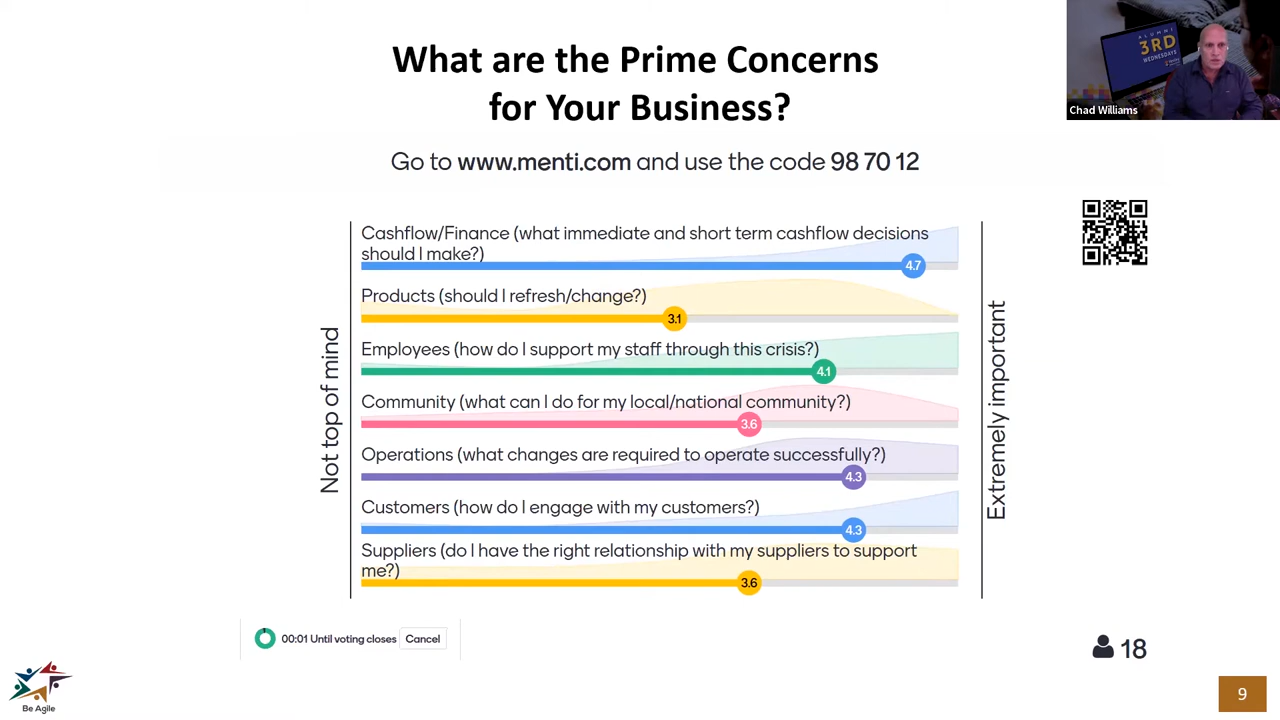 What are the Prime Concerns
for Your Business?
Go to www.menti.com and use the code 98 70 12
ALUMNI
3RD
WEDNESDAYS
Chad Williams
Not top of mind
Cashflow/Finance (what immediate and short term cashflow decisions
should I make?)
4.7
Products (should I refresh/change?)
3.1
Employees (how do I support my staff through this crisis?)
4.1
Community (what can I do for my local/national community?)
3.6
Operations (what changes are required to operate successfully?)
4.3
Customers (how do I engage with my customers?)
4.3
Suppliers (do I have the right relationship with my suppliers to support
me?)
3.6
Extremely important
00:01 Until voting closes
Cancel
18
Be Agile
9